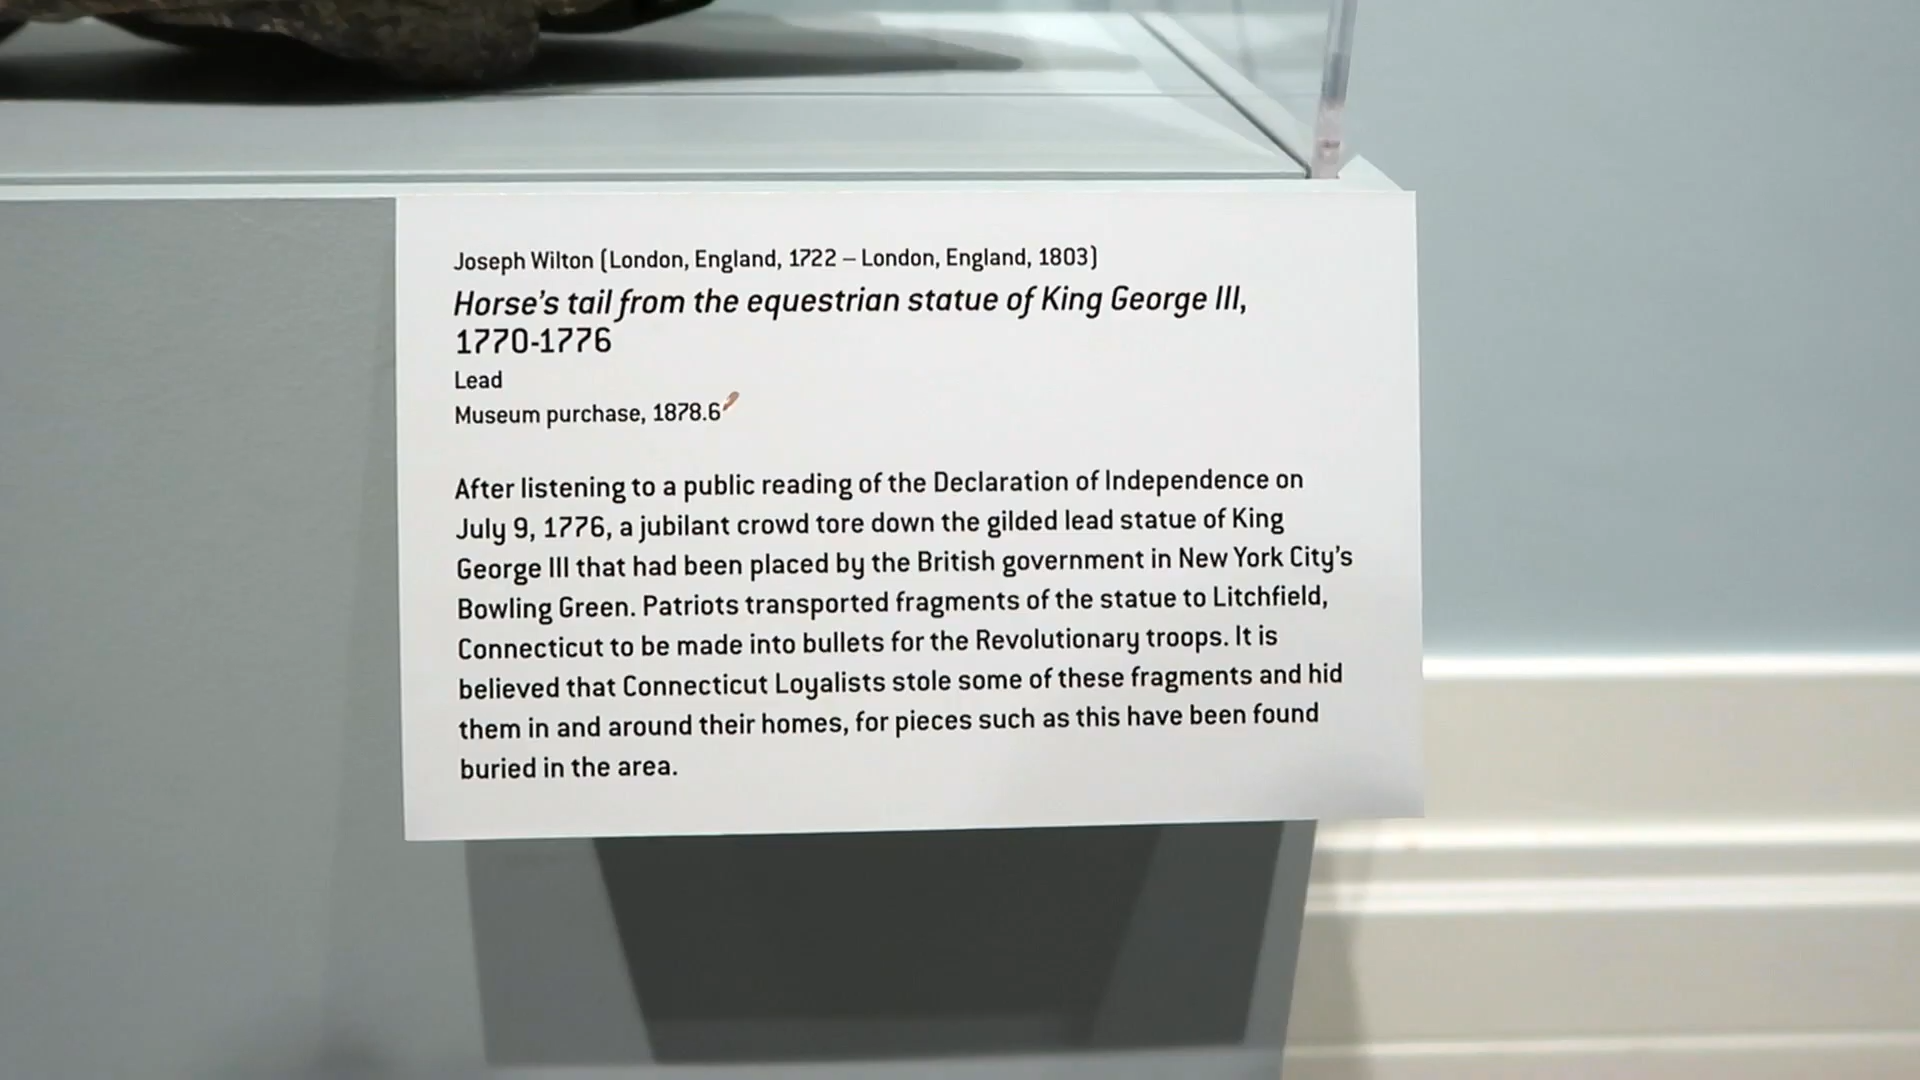 Joseph Wilton (London, England, 1722 – London, England, 1803)
Horse's tail from the equestrian statue of King George III,
1770-1776
Lead
Museum purchase, 1878.6
After listening to a public reading of the Declaration of Independence on
July 9, 1776, a jubilant crowd tore down the gilded lead statue of King
George III that had been placed by the British government in New York City's
Bowling Green. Patriots transported fragments of the statue to Litchfield,
Connecticut to be made into bullets for the Revolutionary troops. It is
believed that Connecticut Loyalists stole some of these fragments and hid
them in and around their homes, for pieces such as this have been found
buried in the area.